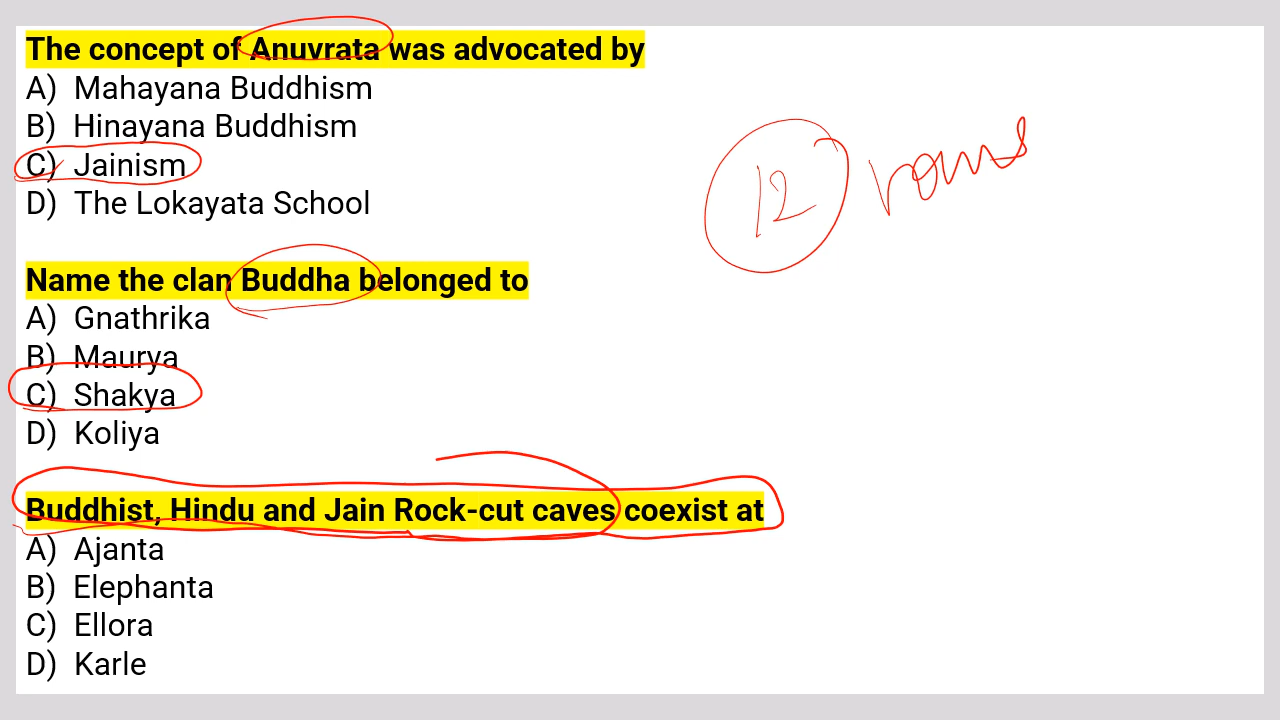 The concept of Anuvrata was advocated by
A) Mahayana Buddhism
B) Hinayana Buddhism
C) Jainism
D) The Lokayata School
12
Name the clan Buddha belonged to
A) Gnathrika
B) Maurya
C) Shakya
D) Koliya
Buddhist, Hindu and Jain Rock-cut caves coexist at
A) Ajanta
B) Elephanta
C) Ellora
D) Karle